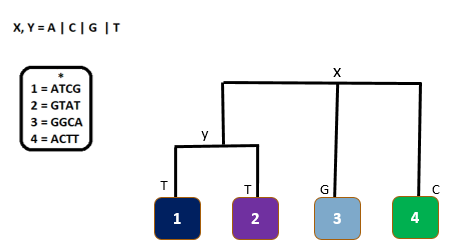 X, Y = A | C | G | T
*
1 = ATCG
2 = GTAT
3 = GGCA
4 = ACTT
X
y
T
T
G
C
1
2
3
4